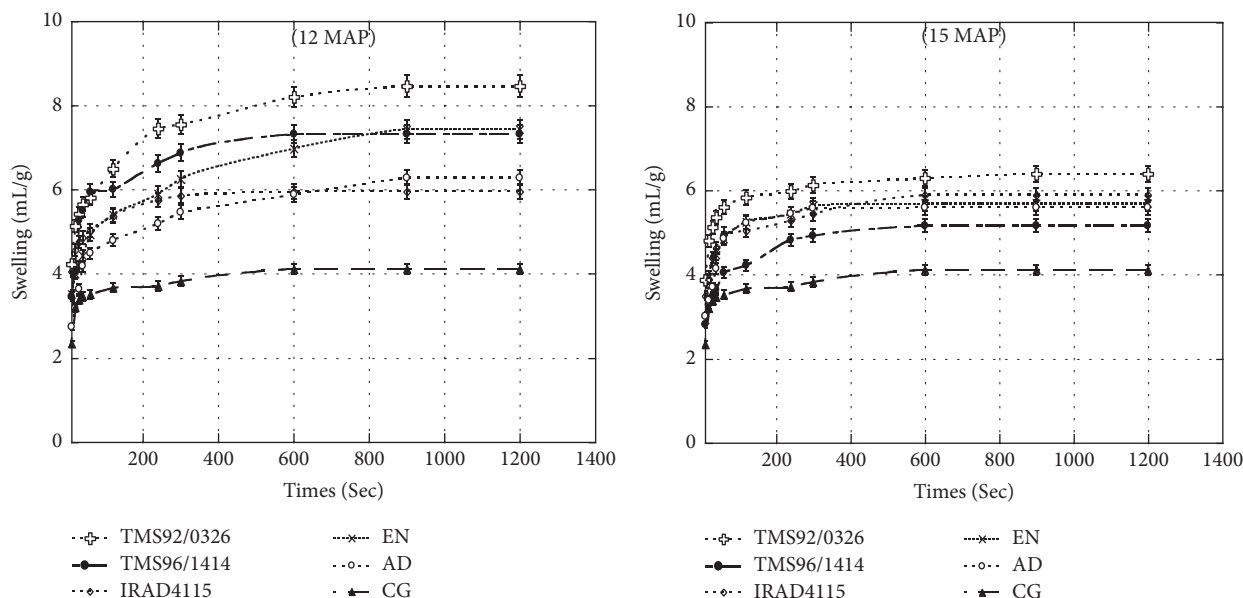 (12 MAP)
10
8
6
4
2
0
Swelling (mL/g)
200 400 600 800 1000 1200 1400
Times (Sec)
TMS92/0326
TMS96/1414
IRAD4115
EN
AD
CG
(15 MAP)
10
8
6
4
2
0
Swelling (mL/g)
200 400 600 800 1000 1200 1400
Times (Sec)
TMS92/0326
TMS96/1414
IRAD4115
EN
AD
CG